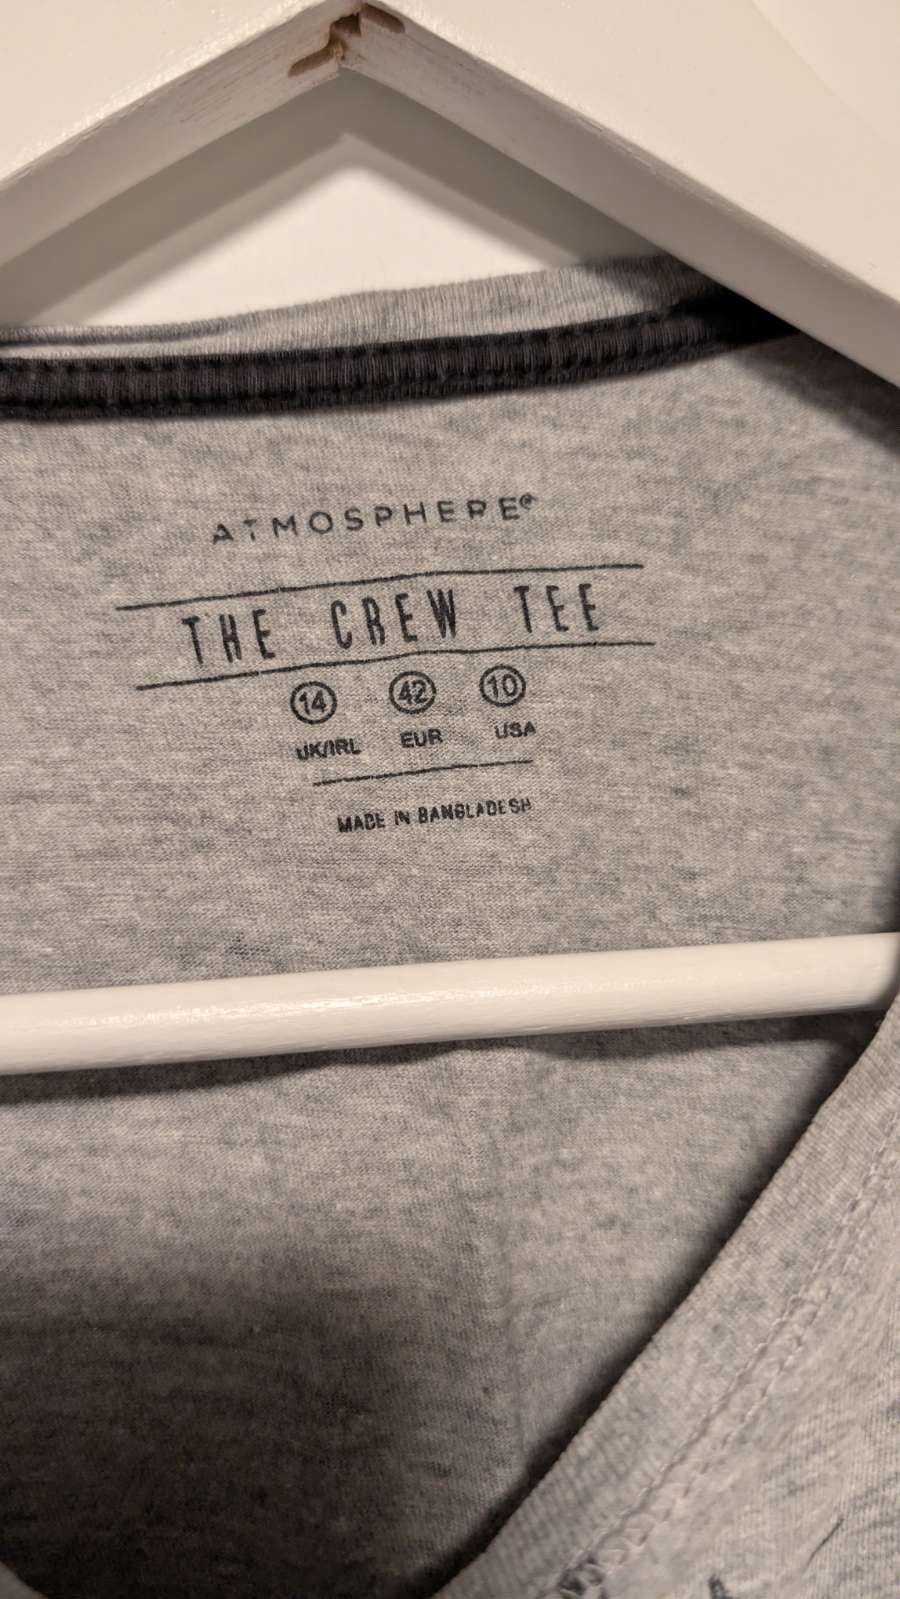 ATMOSPHERE®
THE CREW TEE
14 42 10
UK/IRL EUR USA
MADE IN BANGLADESH